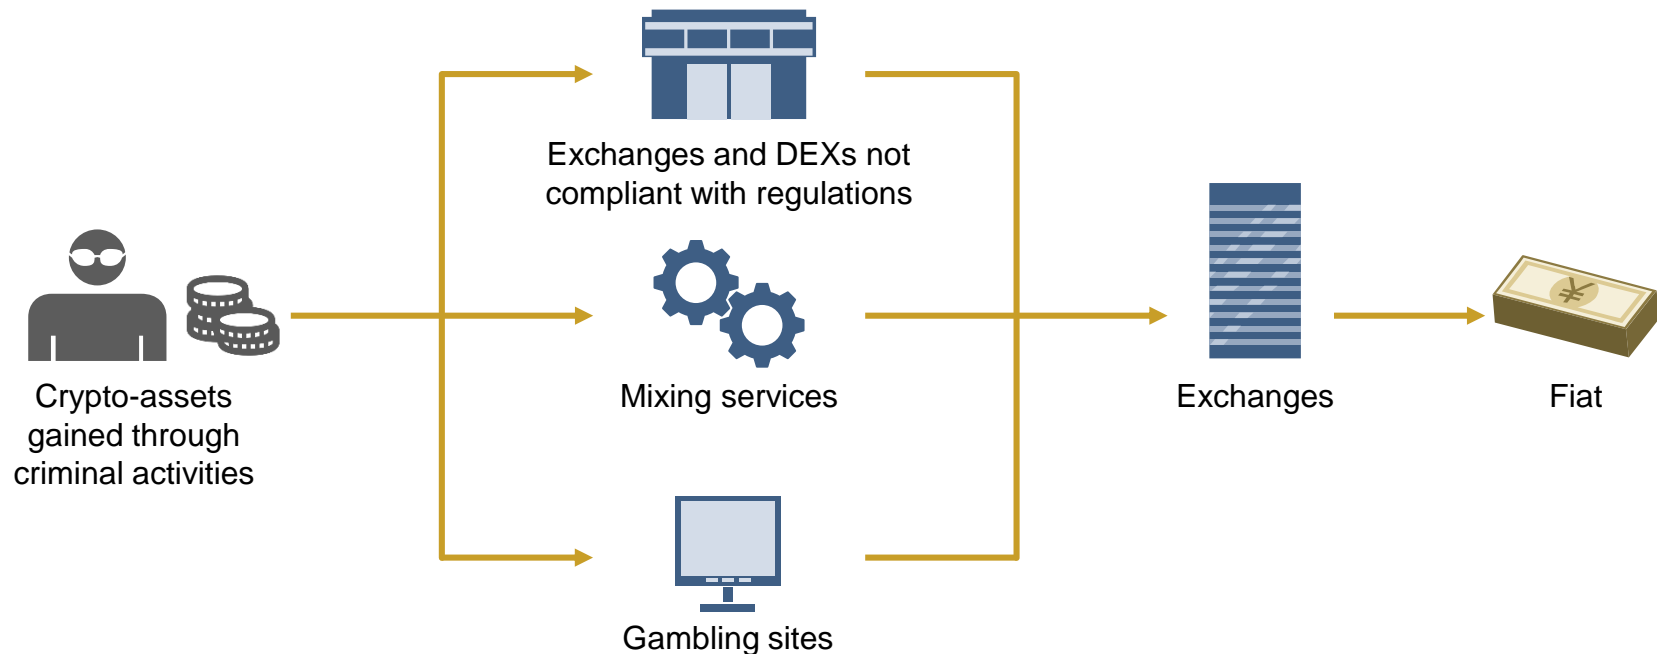 Exchanges and DEXs not
compliant with regulations
Crypto-assets
gained through
criminal activities
Mixing services
Exchanges
¥
Fiat
Gambling sites